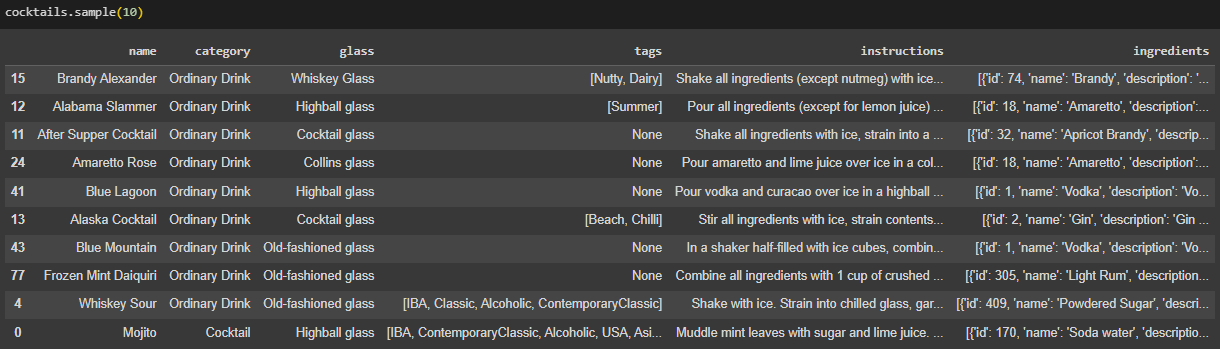 cocktails.sample(10)
name category glass tags instructions ingredients
15 Brandy Alexander Ordinary Drink Whiskey Glass [Nutty, Dairy] Shake all ingredients (except nutmeg) with ice... [{'id': 74, 'name': 'Brandy', 'description': '...
12 Alabama Slammer Ordinary Drink Highball glass [Summer] Pour all ingredients (except for lemon juice) ... [{'id': 18, 'name': 'Amaretto', 'description':...
11 After Supper Cocktail Ordinary Drink Cocktail glass None Shake all ingredients with ice, strain into a ... [{'id': 32, 'name': 'Apricot Brandy', 'descrip...
24 Amaretto Rose Ordinary Drink Collins glass None Pour amaretto and lime juice over ice in a col... [{'id': 18, 'name': 'Amaretto', 'description':...
41 Blue Lagoon Ordinary Drink Highball glass None Pour vodka and curacao over ice in a highball ... [{'id': 1, 'name': 'Vodka', 'description': 'Vo...
13 Alaska Cocktail Ordinary Drink Cocktail glass [Beach, Chilli] Stir all ingredients with ice, strain contents... [{'id': 2, 'name': 'Gin', 'description': 'Gin ...
43 Blue Mountain Ordinary Drink Old-fashioned glass None In a shaker half-filled with ice cubes, combin... [{'id': 1, 'name': 'Vodka', 'description': 'Vo...
77 Frozen Mint Daiquiri Ordinary Drink Old-fashioned glass None Combine all ingredients with 1 cup of crushed ... [{'id': 305, 'name': 'Light Rum', 'description...
4 Whiskey Sour Ordinary Drink Old-fashioned glass [IBA, Classic, Alcoholic, ContemporaryClassic] Shake with ice. Strain into chilled glass, gar... [{'id': 409, 'name': 'Powdered Sugar', 'descri...
0 Mojito Cocktail Highball glass [IBA, ContemporaryClassic, Alcoholic, USA, Asi... Muddle mint leaves with sugar and lime juice. ... [{'id': 170, 'name': 'Soda water', 'descriptio...